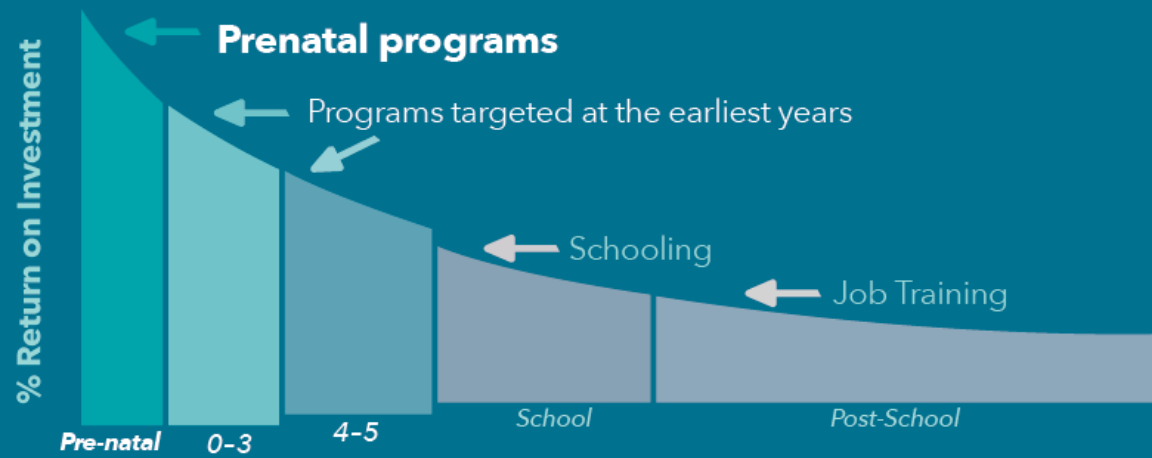 % Return on Investment
Prenatal programs
Programs targeted at the earliest years
Schooling
Job Training
Pre-natal
0–3
4–5
School
Post-School